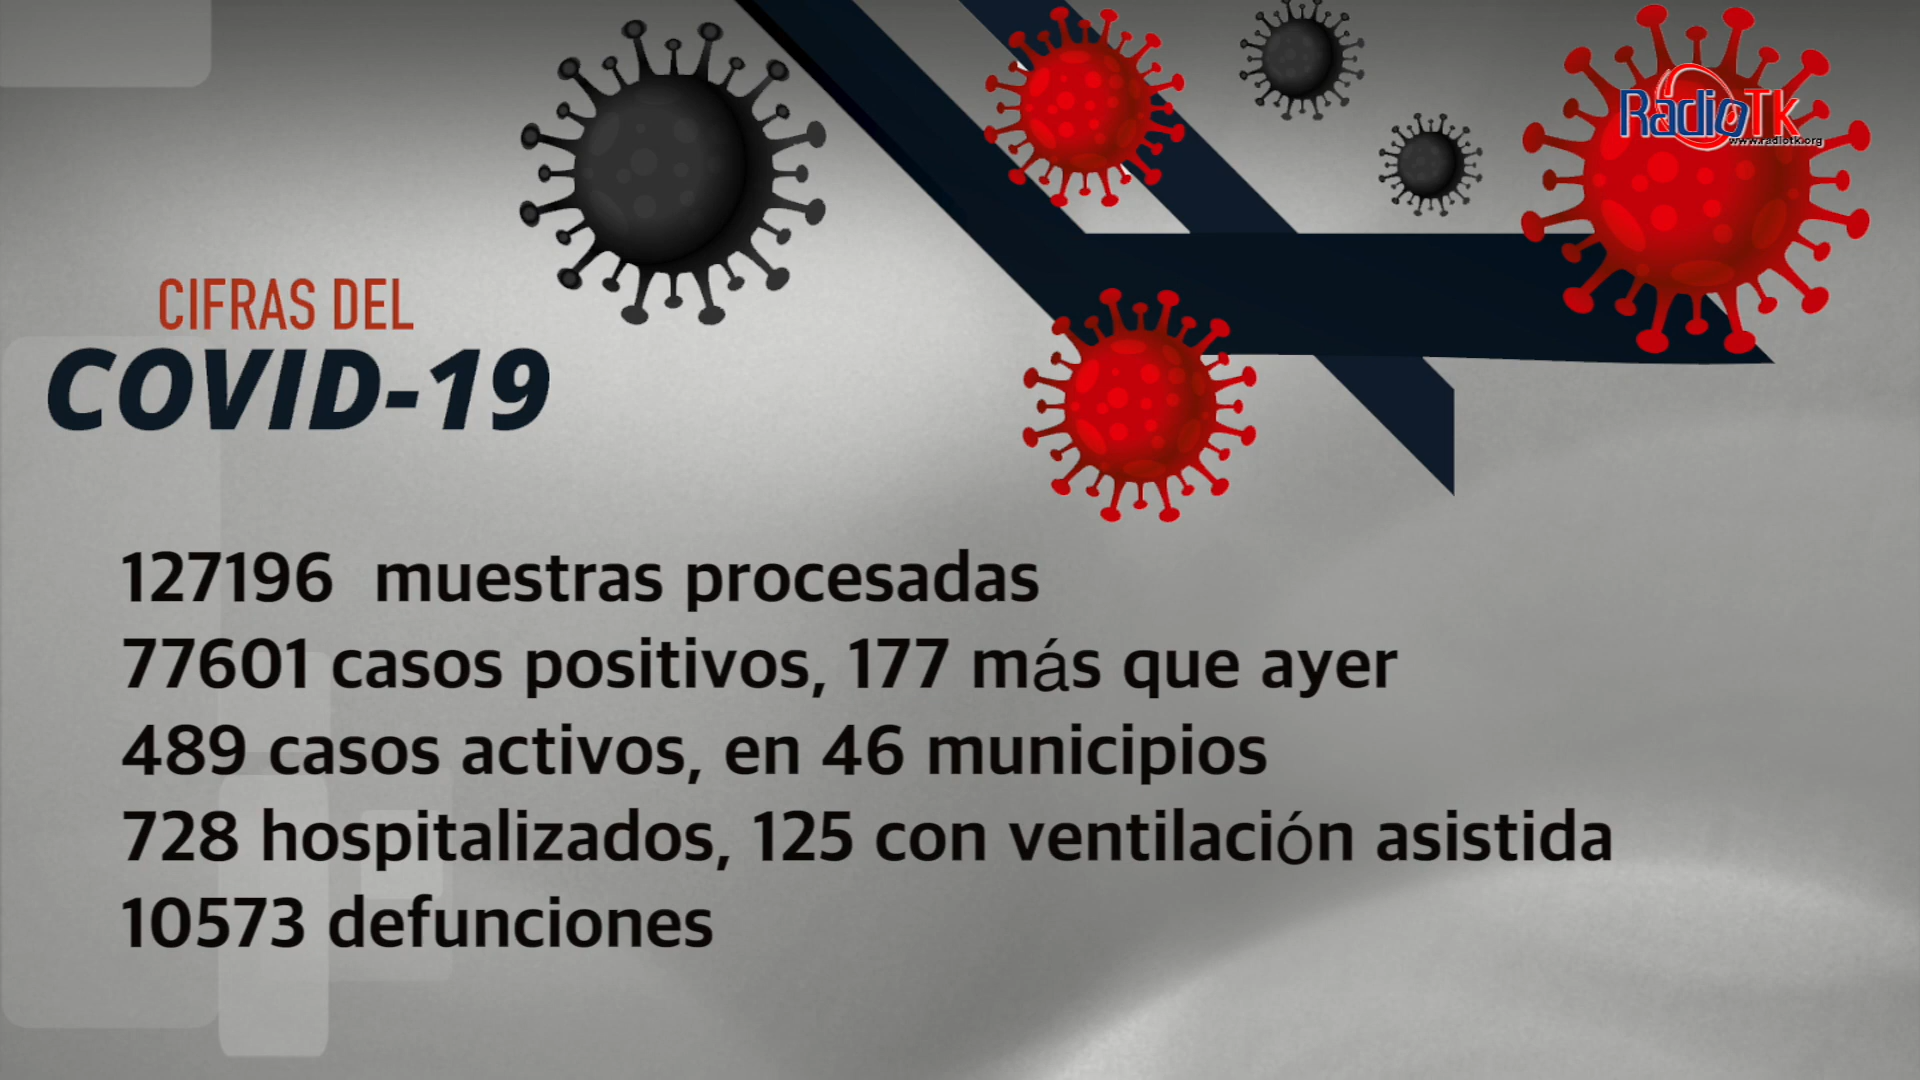 RadioTK
www.radiotk.org
CIFRAS DEL
COVID-19
127196 muestras procesadas
77601 casos positivos, 177 más que ayer
489 casos activos, en 46 municipios
728 hospitalizados, 125 con ventilación asistida
10573 defunciones